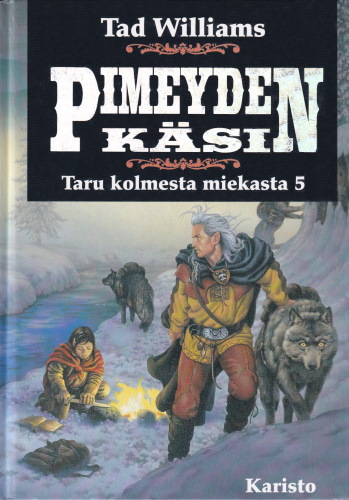 Tad Williams
PIMEYDEN
KÄSI
Taru kolmesta miekasta 5
Karisto